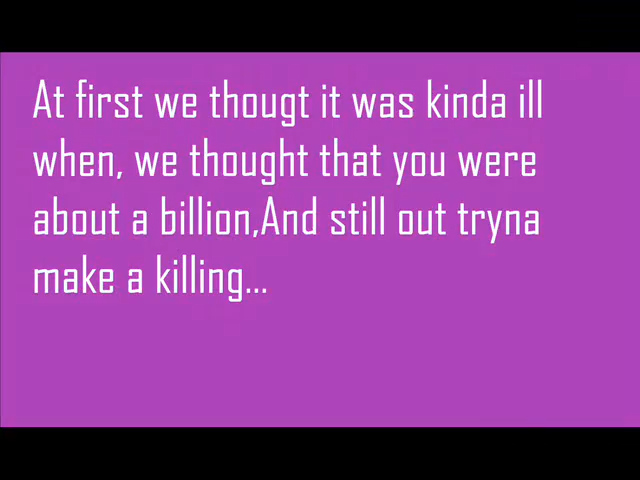 At first we thougt it was kinda ill
when, we thought that you were
about a billion,And still out tryna
make a killing...